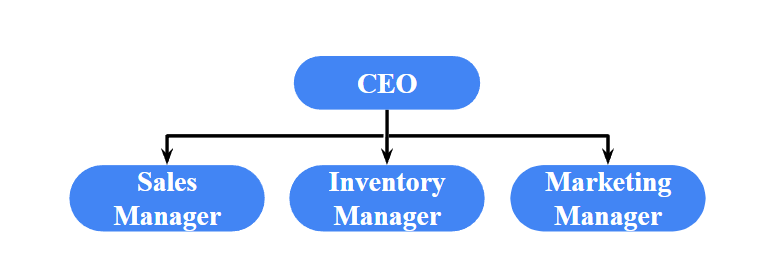 CEO
Sales
Manager
Inventory
Manager
Marketing
Manager